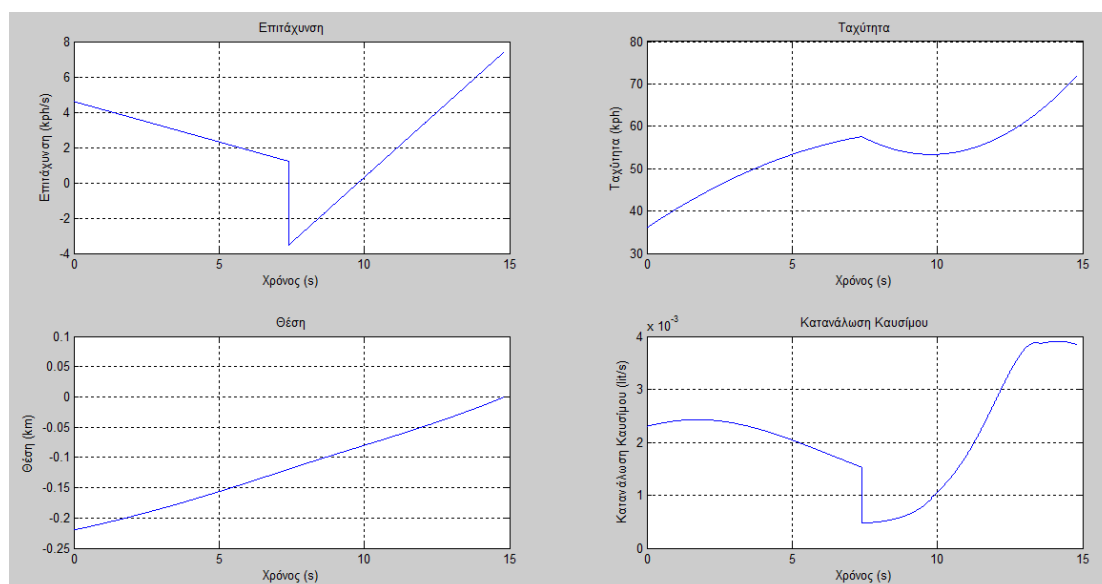 Επιτάχυνση
Επιτάχυνση (kph/s)
8
6
4
2
0
-2
-4
0 5 10 15
Χρόνος (s)
Ταχύτητα
Ταχύτητα (kph)
80
70
60
50
40
30
0 5 10 15
Χρόνος (s)
Θέση
Θέση (km)
0.1
0.05
0
-0.05
-0.1
-0.15
-0.2
-0.25
0 5 10 15
Χρόνος (s)
Κατανάλωση Καυσίμου
x 10^-3
Κατανάλωση Καυσίμου (lit/s)
4
3
2
1
0
0 5 10 15
Χρόνος (s)